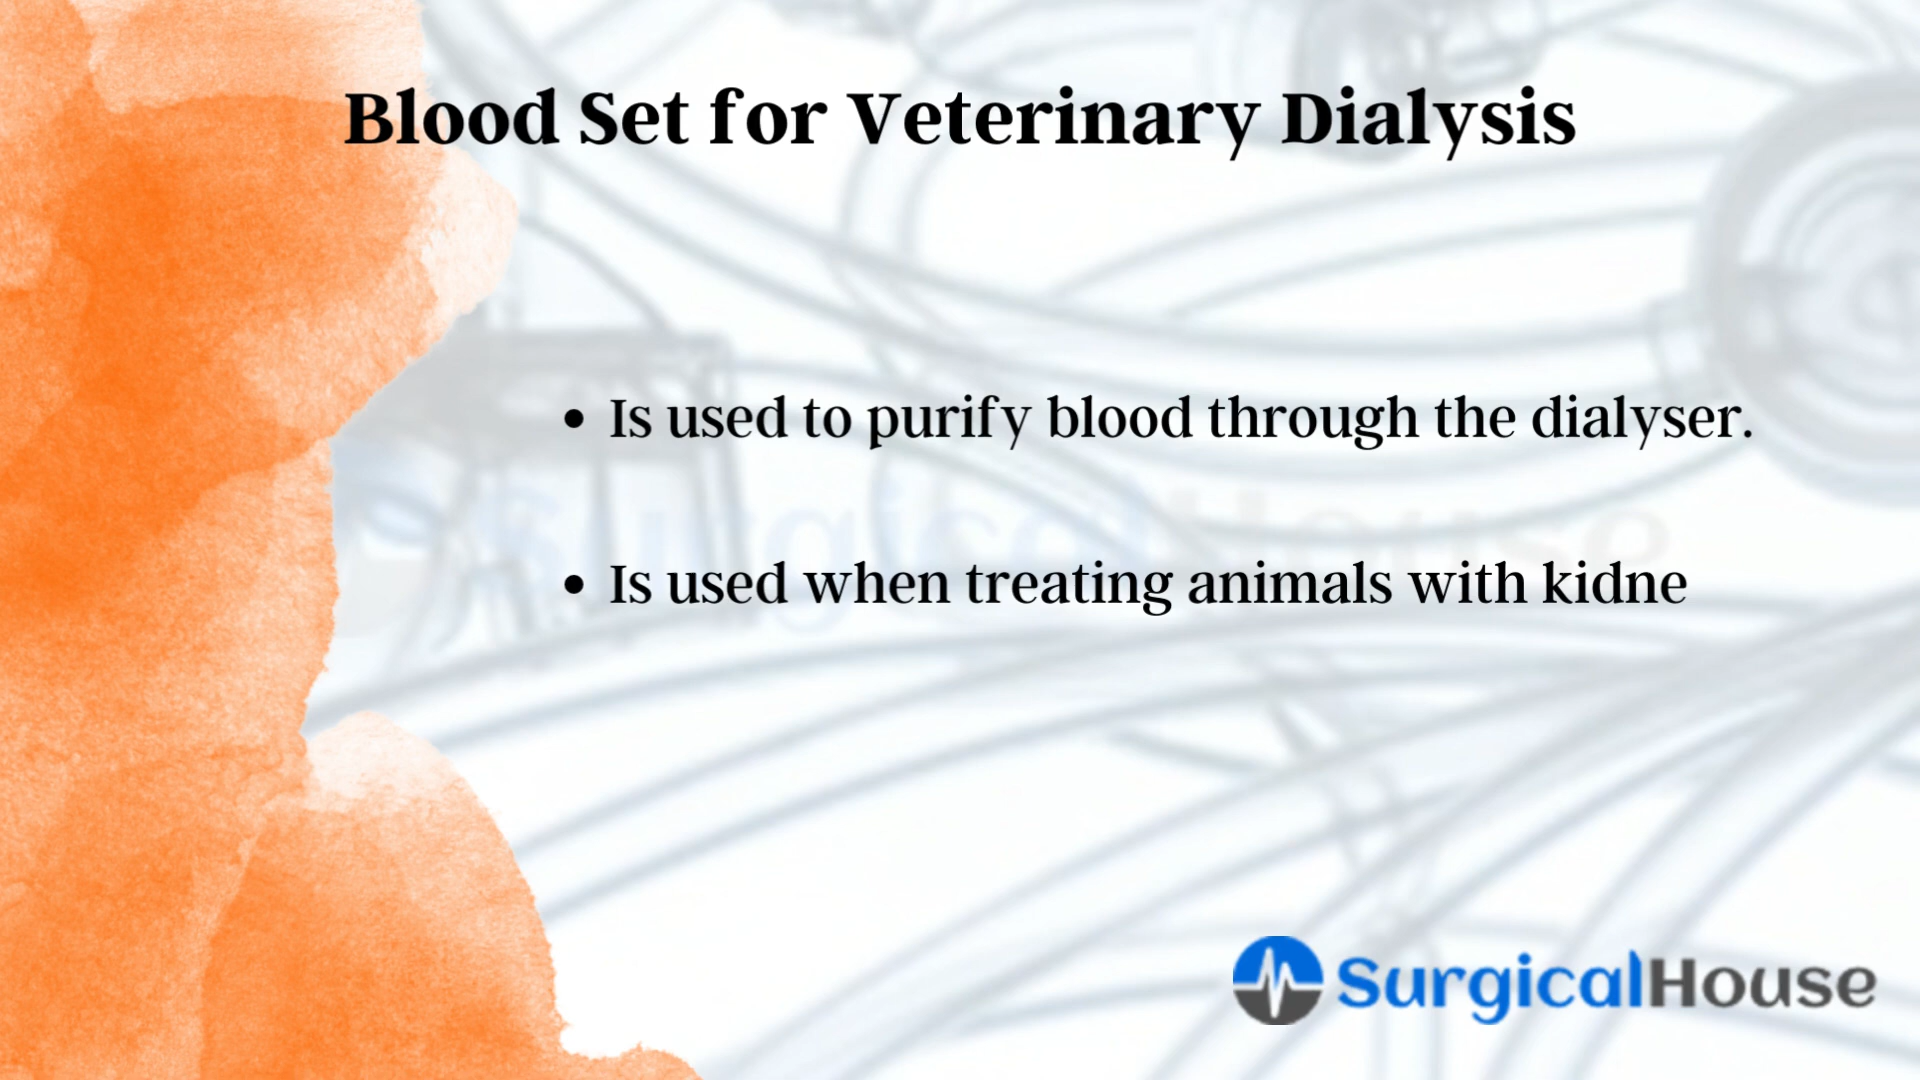 Blood Set for Veterinary Dialysis
• Is used to purify blood through the dialyser.
SurgicalHouse
• Is used when treating animals with kidne
SurgicalHouse